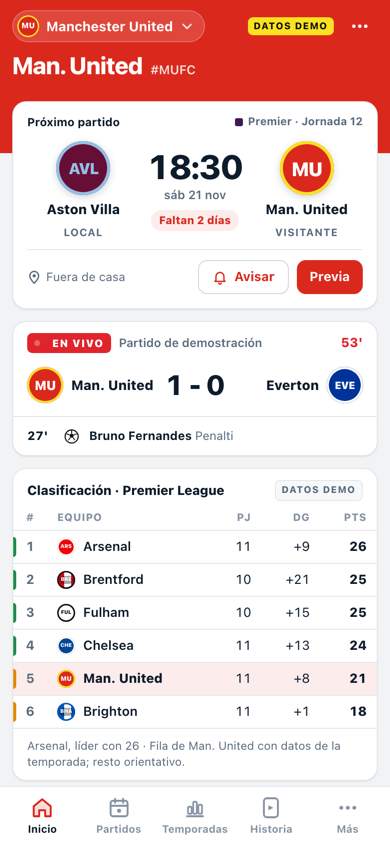 MU Manchester United DATOS DEMO
Man. United #MUFC
Próximo partido Premier · Jornada 12
AVL 18:30 MU
sáb 21 nov
Aston Villa Faltan 2 días Man. United
LOCAL VISITANTE
Fuera de casa Avisar Previa
EN VIVO Partido de demostración 53'
MU Man. United 1 - 0 Everton EVE
27' Bruno Fernandes Penalti
Clasificación · Premier League DATOS DEMO
# EQUIPO PJ DG PTS
1 ARS Arsenal 11 +9 26
2 BRE Brentford 10 +21 25
3 FUL Fulham 10 +15 25
4 CHE Chelsea 11 +13 24
5 MU Man. United 11 +8 21
6 BHA Brighton 11 +1 18
Arsenal, líder con 26 · Fila de Man. United con datos de la
temporada; resto orientativo.
Inicio Partidos Temporadas Historia Más